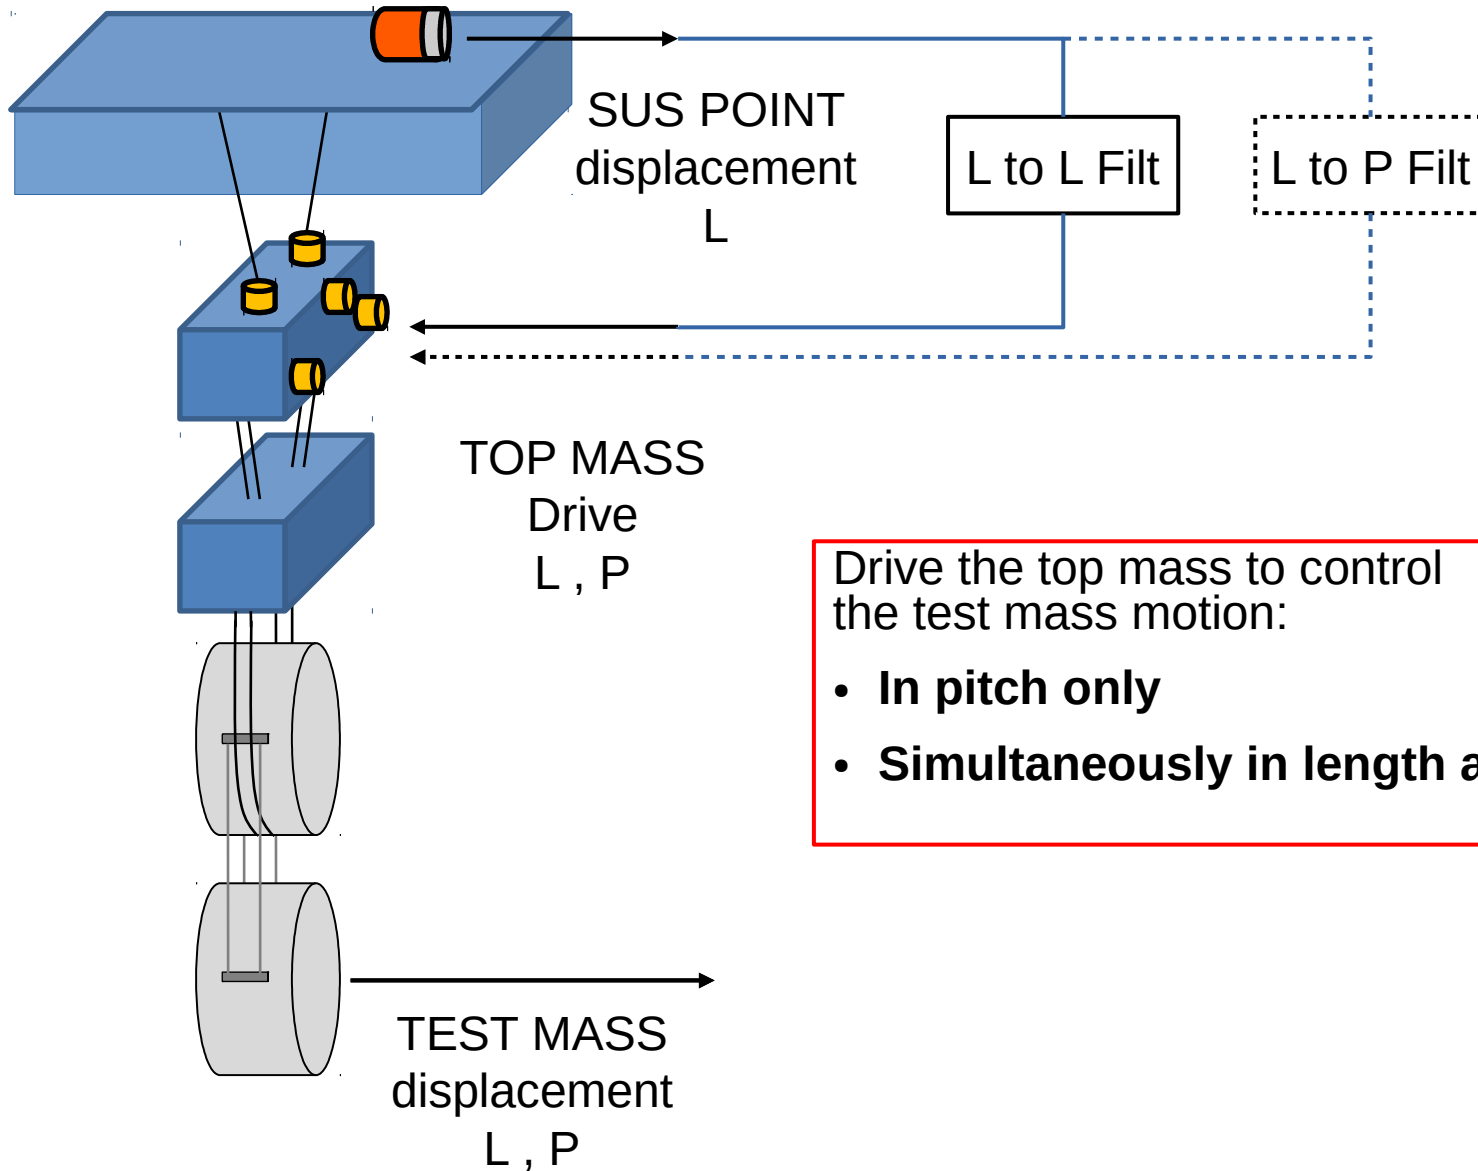 SUS POINT
displacement
L
L to L Filt
L to P Filt
TOP MASS
Drive
L , P
Drive the top mass to control
the test mass motion:
• In pitch only
• Simultaneously in length a
TEST MASS
displacement
L , P